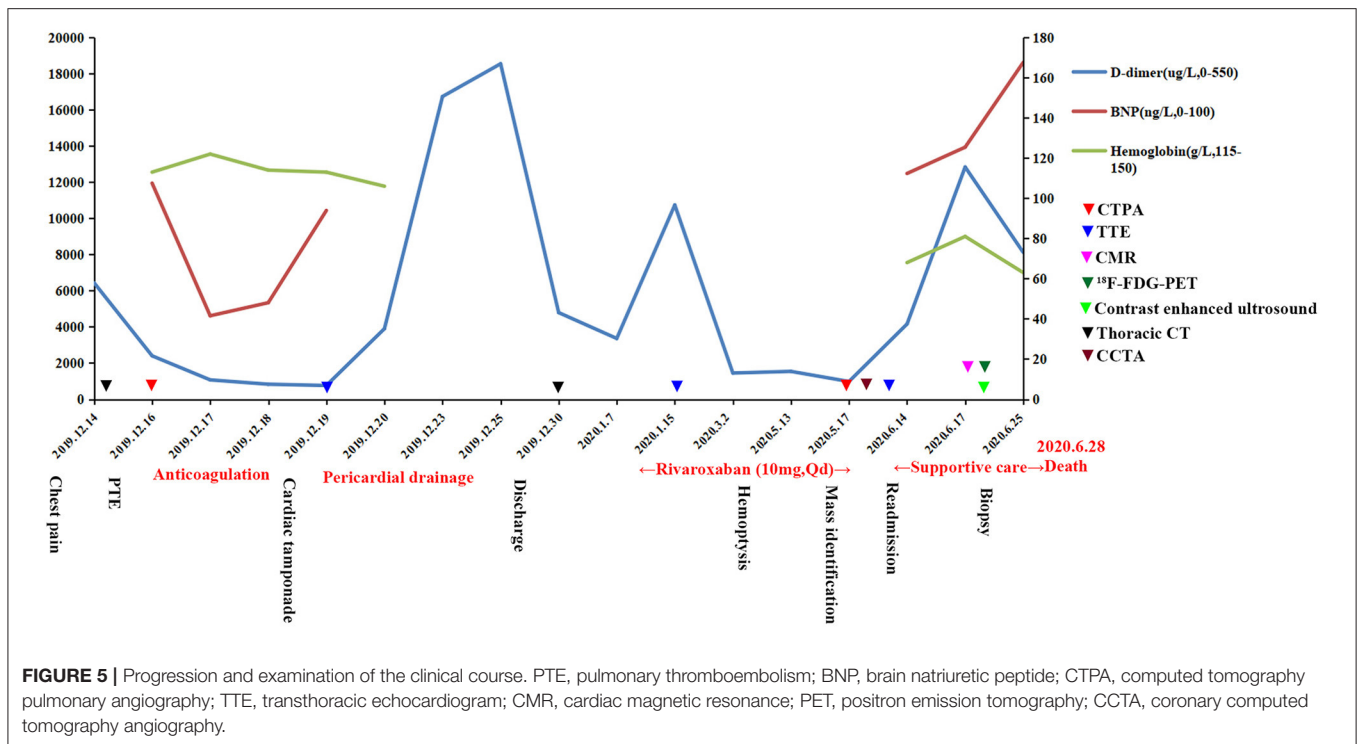 20000
18000
16000
14000
12000
10000
8000
6000
4000
2000
0
180
160
140
120
100
80
60
40
20
0
D-dimer(ug/L,0-550)
BNP(ng/L,0-100)
Hemoglobin(g/L,115-
150)
CTPA
TTE
CMR
¹⁸F-FDG-PET
Contrast enhanced ultrosound
Thoracic CT
CCTA
2019.12.14
2019.12.16
2019.12.17
2019.12.18
2019.12.19
2019.12.20
2019.12.23
2019.12.25
2019.12.30
2020.1.7
2020.1.15
2020.3.2
2020.5.13
2020.5.17
2020.6.14
2020.6.17
2020.6.25
2020.6.28
Anticoagulation
Pericardial drainage
←Rivaroxaban (10mg,Qd)→
←Supportive care→Death
Chest pain
PTE
Cardiac tamponade
Discharge
Hemoptysis
Mass identification
Readmission
Biopsy
FIGURE 5 | Progression and examination of the clinical course. PTE, pulmonary thromboembolism; BNP, brain natriuretic peptide; CTPA, computed tomography
pulmonary angiography; TTE, transthoracic echocardiogram; CMR, cardiac magnetic resonance; PET, positron emission tomography; CCTA, coronary computed
tomography angiography.